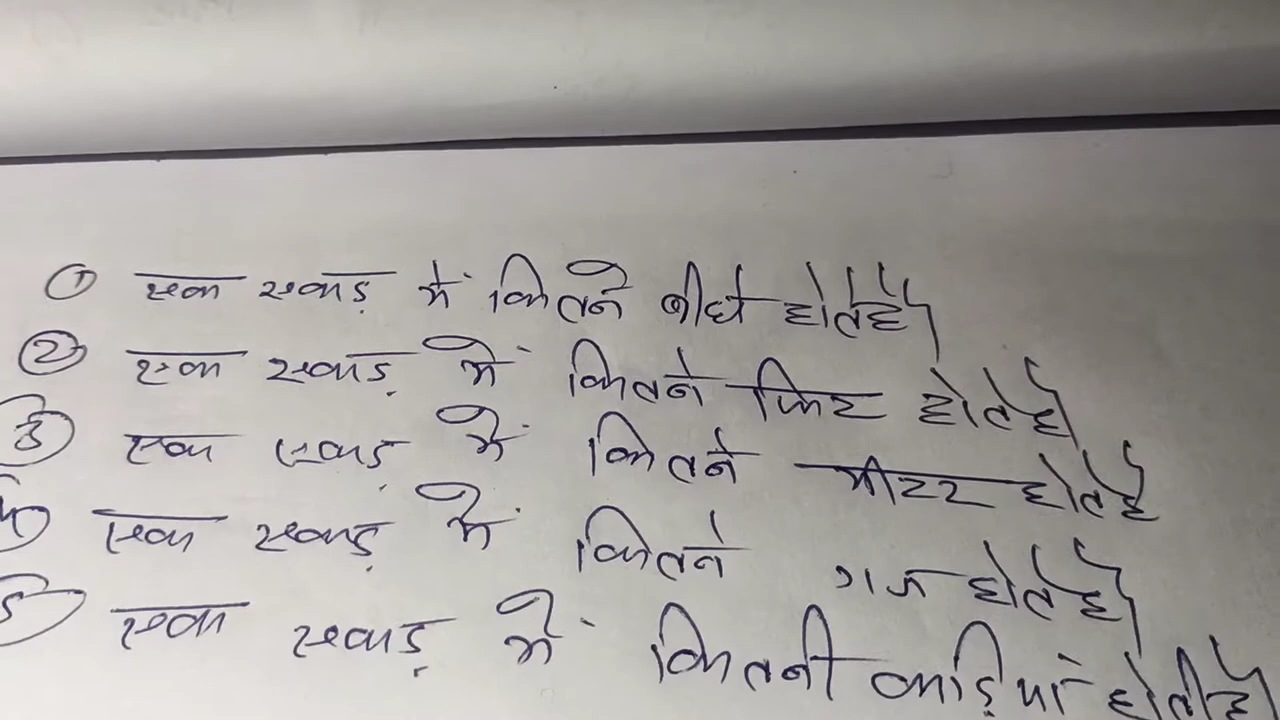 ① एक एकड़ में कितने बीघे होते है।
② एक एकड़ में कितने फिट होते है।
③ एक एकड़ में कितने मीटर होते है
④ एक एकड़ में कितने गज होते है।
⑤ एक एकड़ में कितनी कड़ियां होती है।